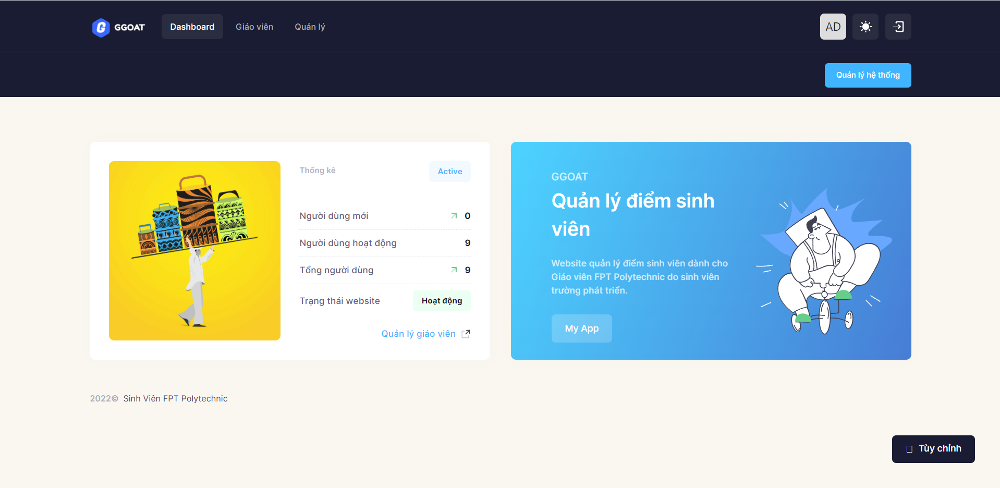 GGOAT
Dashboard
Giáo viên
Quản lý
AD
Quản lý hệ thống
Thống kê
Active
Người dùng mới
0
Người dùng hoạt động
9
Tổng người dùng
9
Trạng thái website
Hoạt động
Quản lý giáo viên
GGOAT
Quản lý điểm sinh
viên
Website quản lý điểm sinh viên dành cho
Giáo viên FPT Polytechnic do sinh viên
trường phát triển.
My App
2022© Sinh Viên FPT Polytechnic
Tùy chỉnh